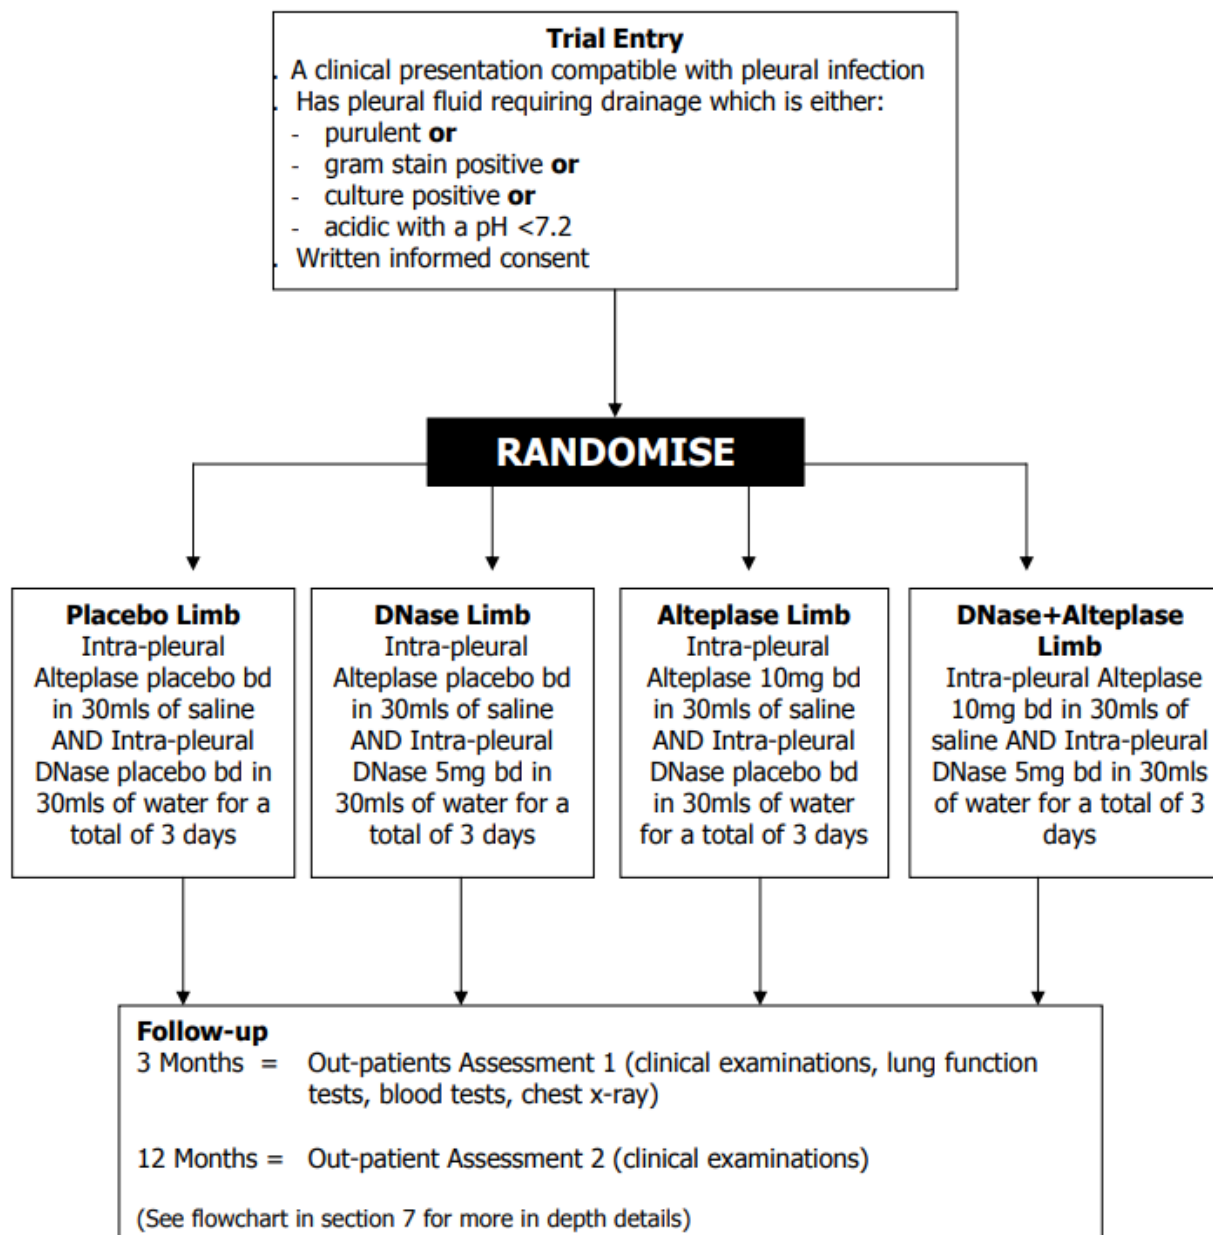 Trial Entry
. A clinical presentation compatible with pleural infection
. Has pleural fluid requiring drainage which is either:
- purulent or
- gram stain positive or
- culture positive or
- acidic with a pH <7.2
. Written informed consent
RANDOMISE
Placebo Limb
Intra-pleural
Alteplase placebo bd
in 30mls of saline
AND Intra-pleural
DNase placebo bd in
30mls of water for a
total of 3 days
DNase Limb
Intra-pleural
Alteplase placebo bd
in 30mls of saline
AND Intra-pleural
DNase 5mg bd in
30mls of water for a
total of 3 days
Alteplase Limb
Intra-pleural
Alteplase 10mg bd
in 30mls of saline
AND Intra-pleural
DNase placebo bd
in 30mls of water
for a total of 3 days
DNase+Alteplase
Limb
Intra-pleural Alteplase
10mg bd in 30mls of
saline AND Intra-pleural
DNase 5mg bd in 30mls
of water for a total of 3
days
Follow-up
3 Months = Out-patients Assessment 1 (clinical examinations, lung function
tests, blood tests, chest x-ray)
12 Months = Out-patient Assessment 2 (clinical examinations)
(See flowchart in section 7 for more in depth details)